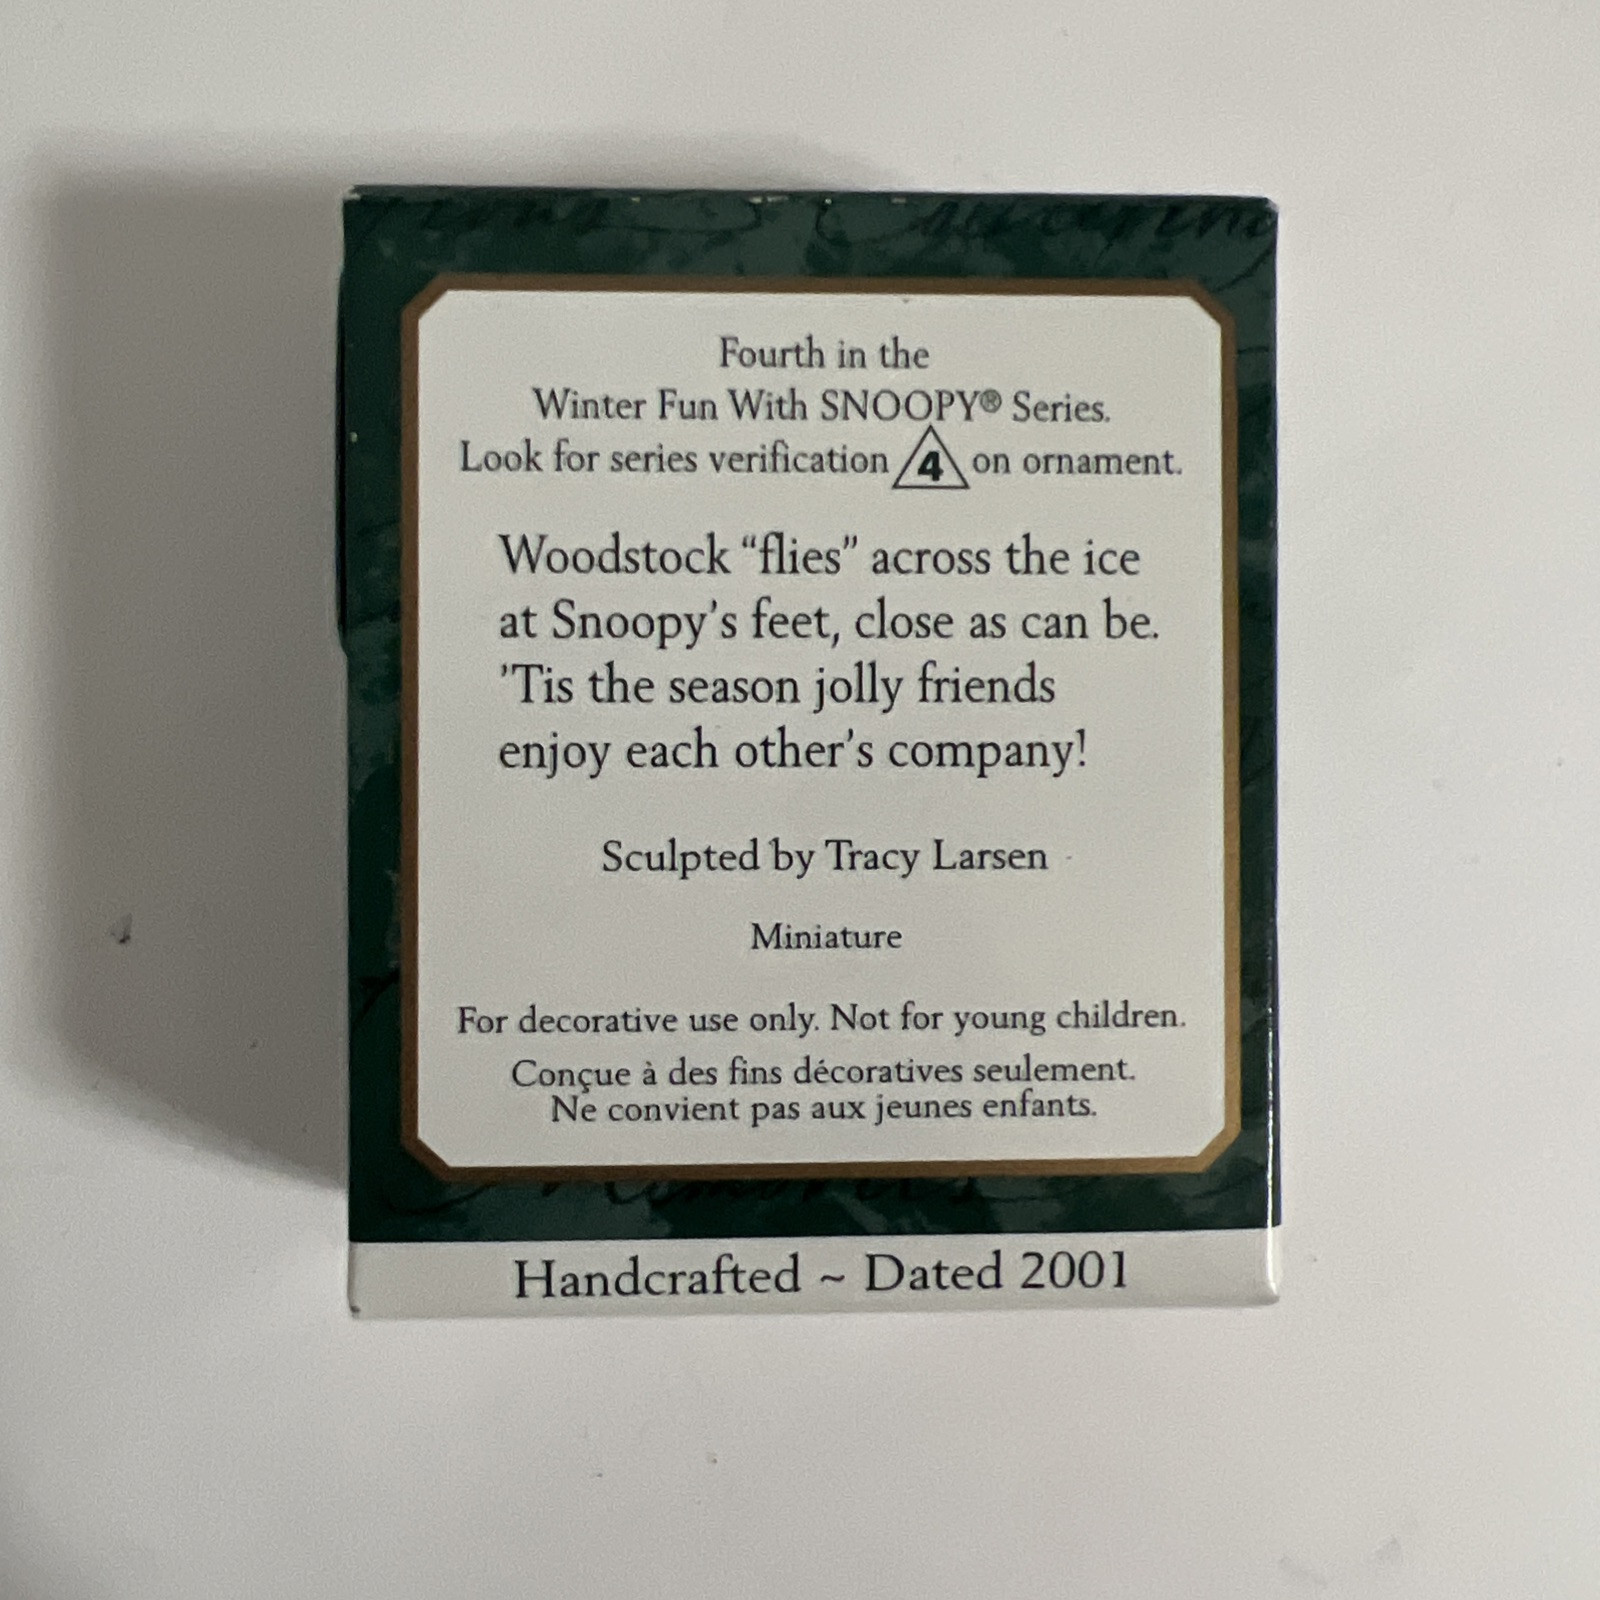 Fourth in the
Winter Fun With SNOOPY® Series.
Look for series verification 4 on ornament.
Woodstock “flies” across the ice
at Snoopy’s feet, close as can be.
’Tis the season jolly friends
enjoy each other’s company!
Sculpted by Tracy Larsen
Miniature
For decorative use only. Not for young children.
Conçue à des fins décoratives seulement.
Ne convient pas aux jeunes enfants.
Handcrafted ~ Dated 2001